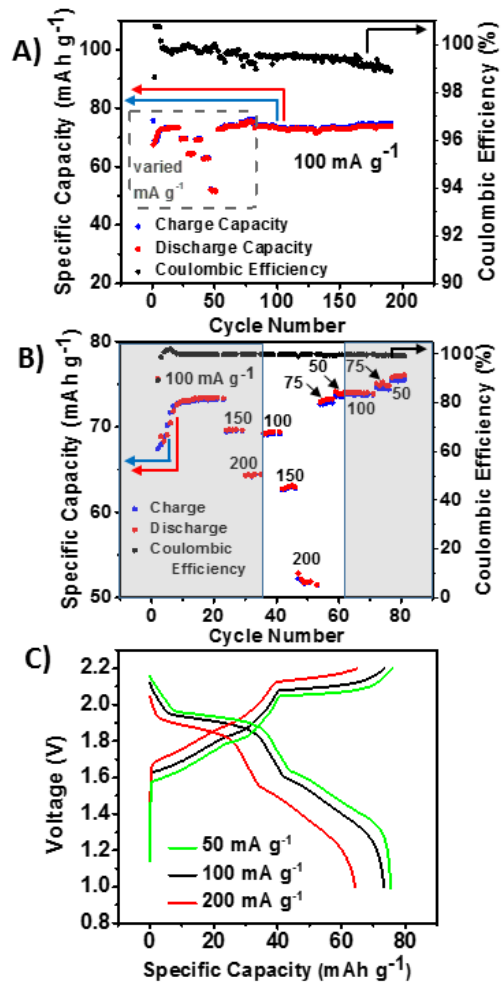 A)
Specific Capacity (mAh g-1)
120
100
80
60
40
20
100
98
96
94
92
90
Coulombic Efficiency (%)
varied
mA g-1
100 mA g-1
Charge Capacity
Discharge Capacity
Coulombic Efficiency
0 50 100 150 200
Cycle Number
B)
Specific Capacity (mAh g-1)
80
70
60
50
100
80
60
40
20
0
Coulombic Efficiency (%)
100 mA g-1
150
200
100
150
200
75
50
100
75
50
Charge
Discharge
Coulombic
Efficiency
0 20 40 60 80
Cycle Number
C)
Voltage (V)
2.2
2.0
1.8
1.6
1.4
1.2
1.0
0.8
50 mA g-1
100 mA g-1
200 mA g-1
0 20 40 60 80
Specific Capacity (mAh g-1)